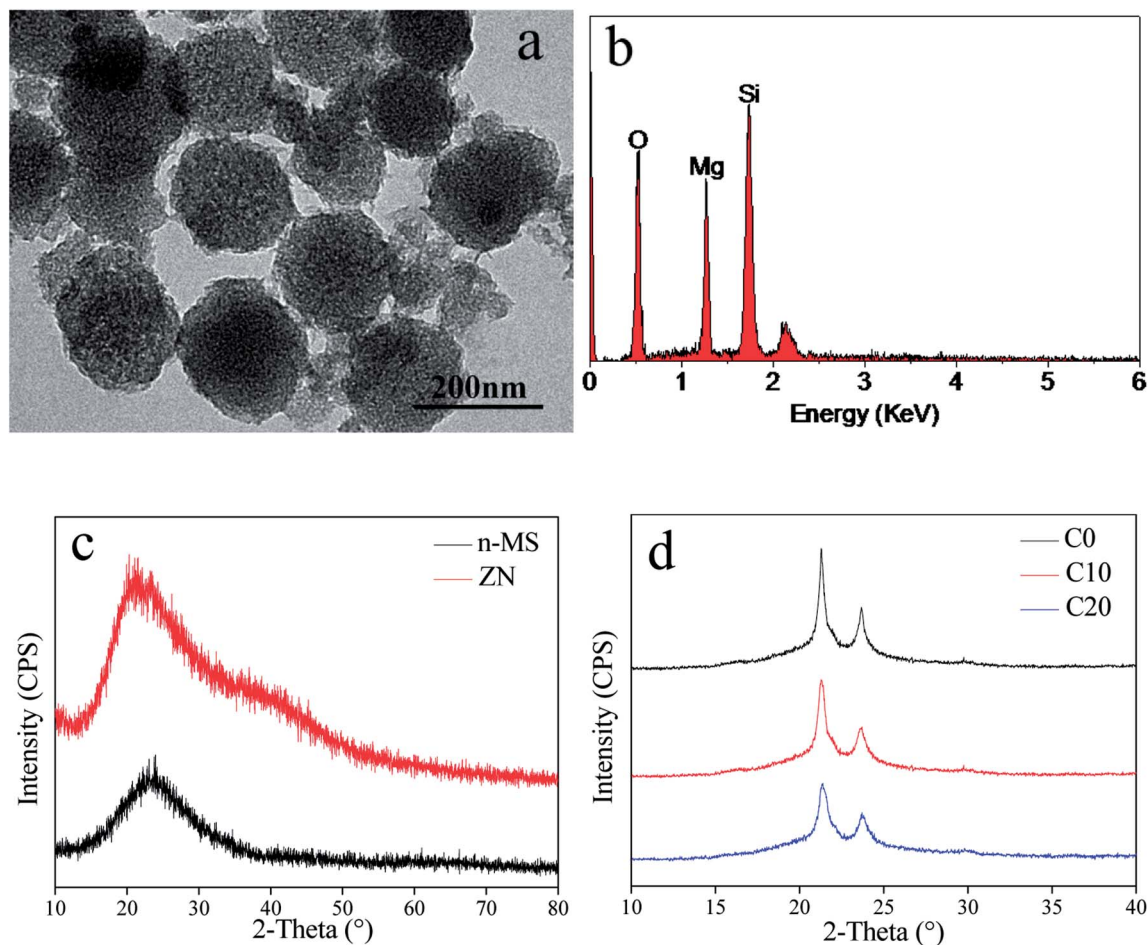 a
200nm
b
O
Mg
Si
0 1 2 3 4 5 6
Energy (KeV)
c
n-MS
ZN
Intensity (CPS)
10 20 30 40 50 60 70 80
2-Theta (°)
d
C0
C10
C20
Intensity (CPS)
10 15 20 25 30 35 40
2-Theta (°)